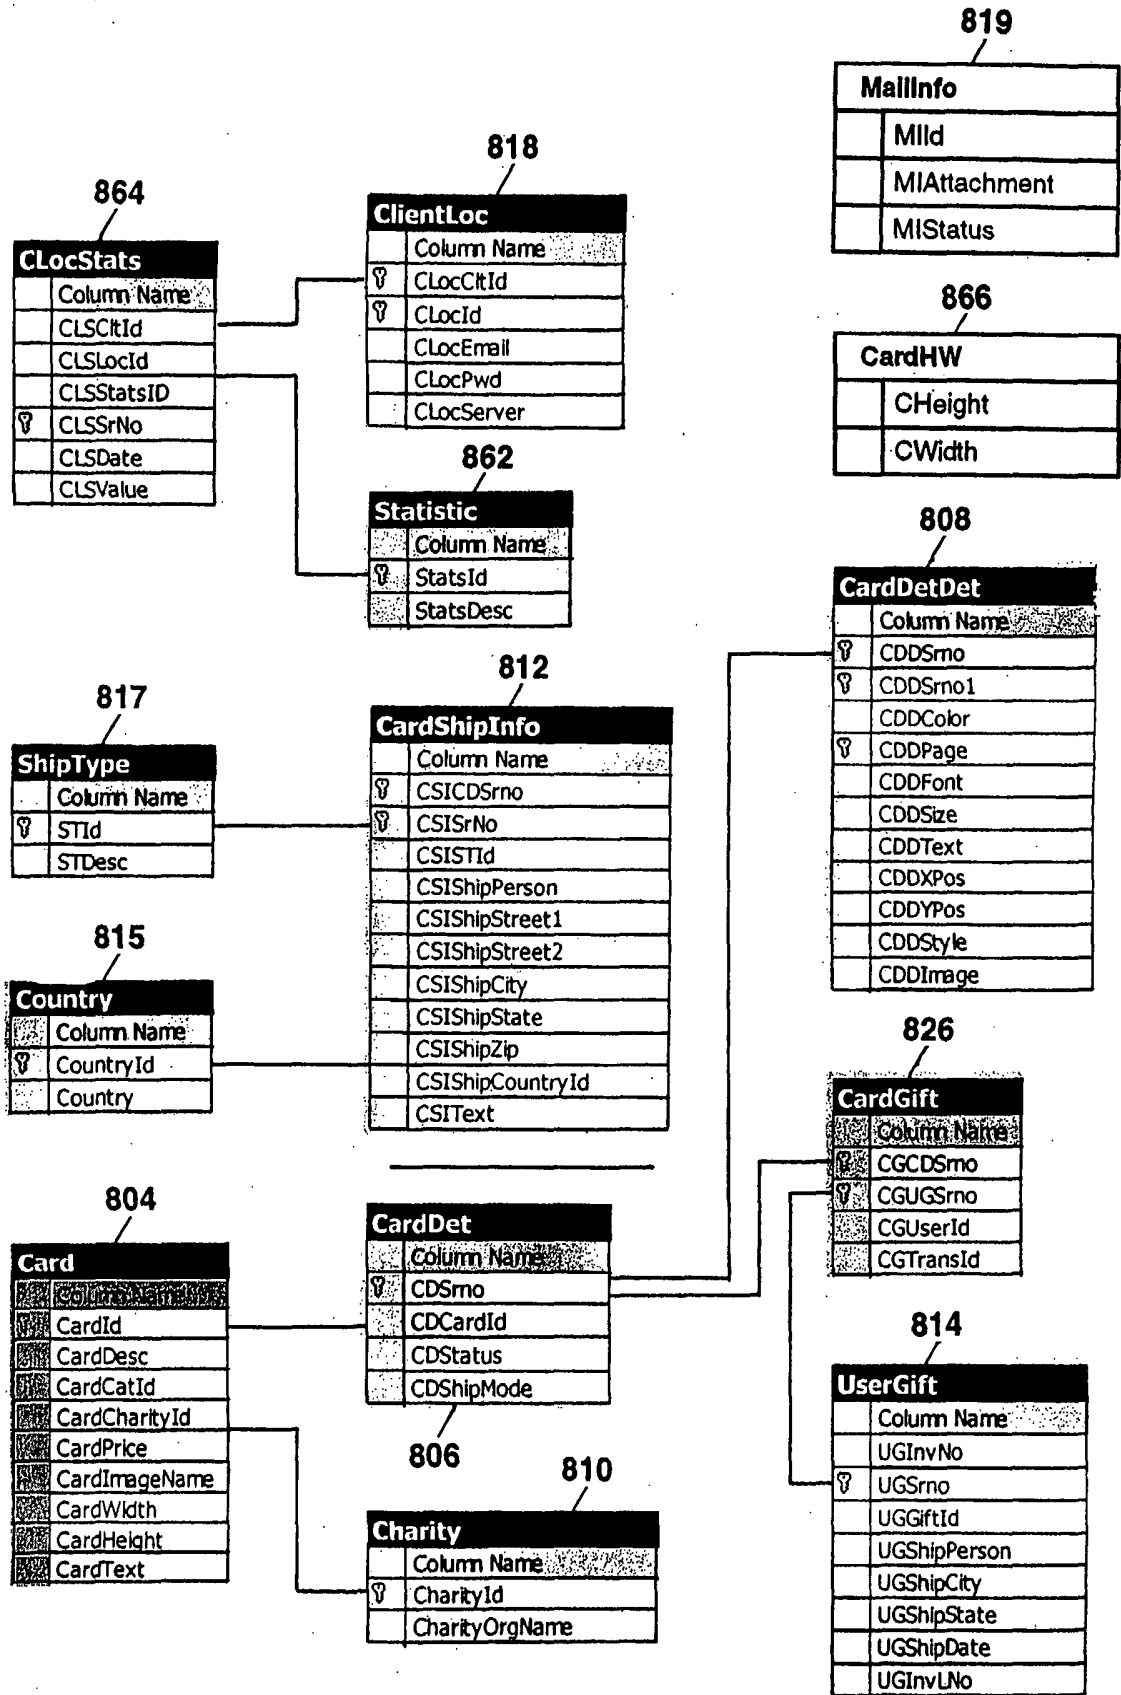 819
MailInfo
MIId
MIAttachment
MIStatus
818
ClientLoc
Column Name
CLocCltId
CLocId
CLocEmail
CLocPwd
CLocServer
864
CLocStats
Column Name
CLSCltId
CLSLocId
CLSStatsID
CLSSrNo
CLSDate
CLSValue
866
CardHW
CHeight
CWidth
862
Statistic
Column Name
StatsId
StatsDesc
808
CardDetDet
Column Name
CDDSrno
CDDSrno1
CDDColor
CDDPage
CDDFont
CDDSize
CDDText
CDDXPos
CDDYPos
CDDStyle
CDDImage
812
CardShipInfo
Column Name
CSICDSrno
CSISrNo
CSISTId
CSIShipPerson
CSIShipStreet1
CSIShipStreet2
CSIShipCity
CSIShipState
CSIShipZip
CSIShipCountryId
CSIText
817
ShipType
Column Name
STId
STDesc
815
Country
Column Name
CountryId
Country
826
CardGift
Column Name
CGCDSrno
CGUGSrno
CGUserId
CGTransId
804
Card
Column Name
CardId
CardDesc
CardCatId
CardCharityId
CardPrice
CardImageName
CardWidth
CardHeight
CardText
CardDet
Column Name
CDSrno
CDCardId
CDStatus
CDShipMode
806
810
Charity
Column Name
CharityId
CharityOrgName
814
UserGift
Column Name
UGInvNo
UGSrno
UGGiftId
UGShipPerson
UGShipCity
UGShipState
UGShipDate
UGInvLNo